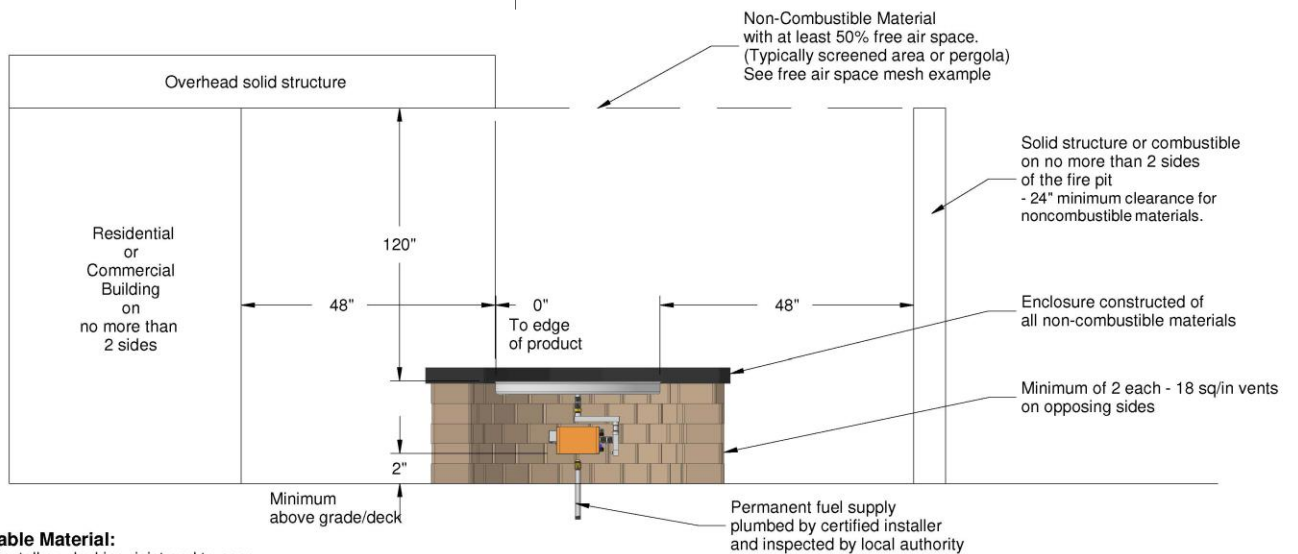 Non-Combustible Material
with at least 50% free air space.
(Typically screened area or pergola)
See free air space mesh example
Overhead solid structure
Solid structure or combustible
on no more than 2 sides
of the fire pit
- 24" minimum clearance for
noncombustible materials.
Residential
or
Commercial
Building
on
no more than
2 sides
120"
48"
0"
To edge
of product
48"
Enclosure constructed of
all non-combustible materials
Minimum of 2 each - 18 sq/in vents
on opposing sides
2"
Minimum
above grade/deck
Permanent fuel supply
plumbed by certified installer
and inspected by local authority
able Material: